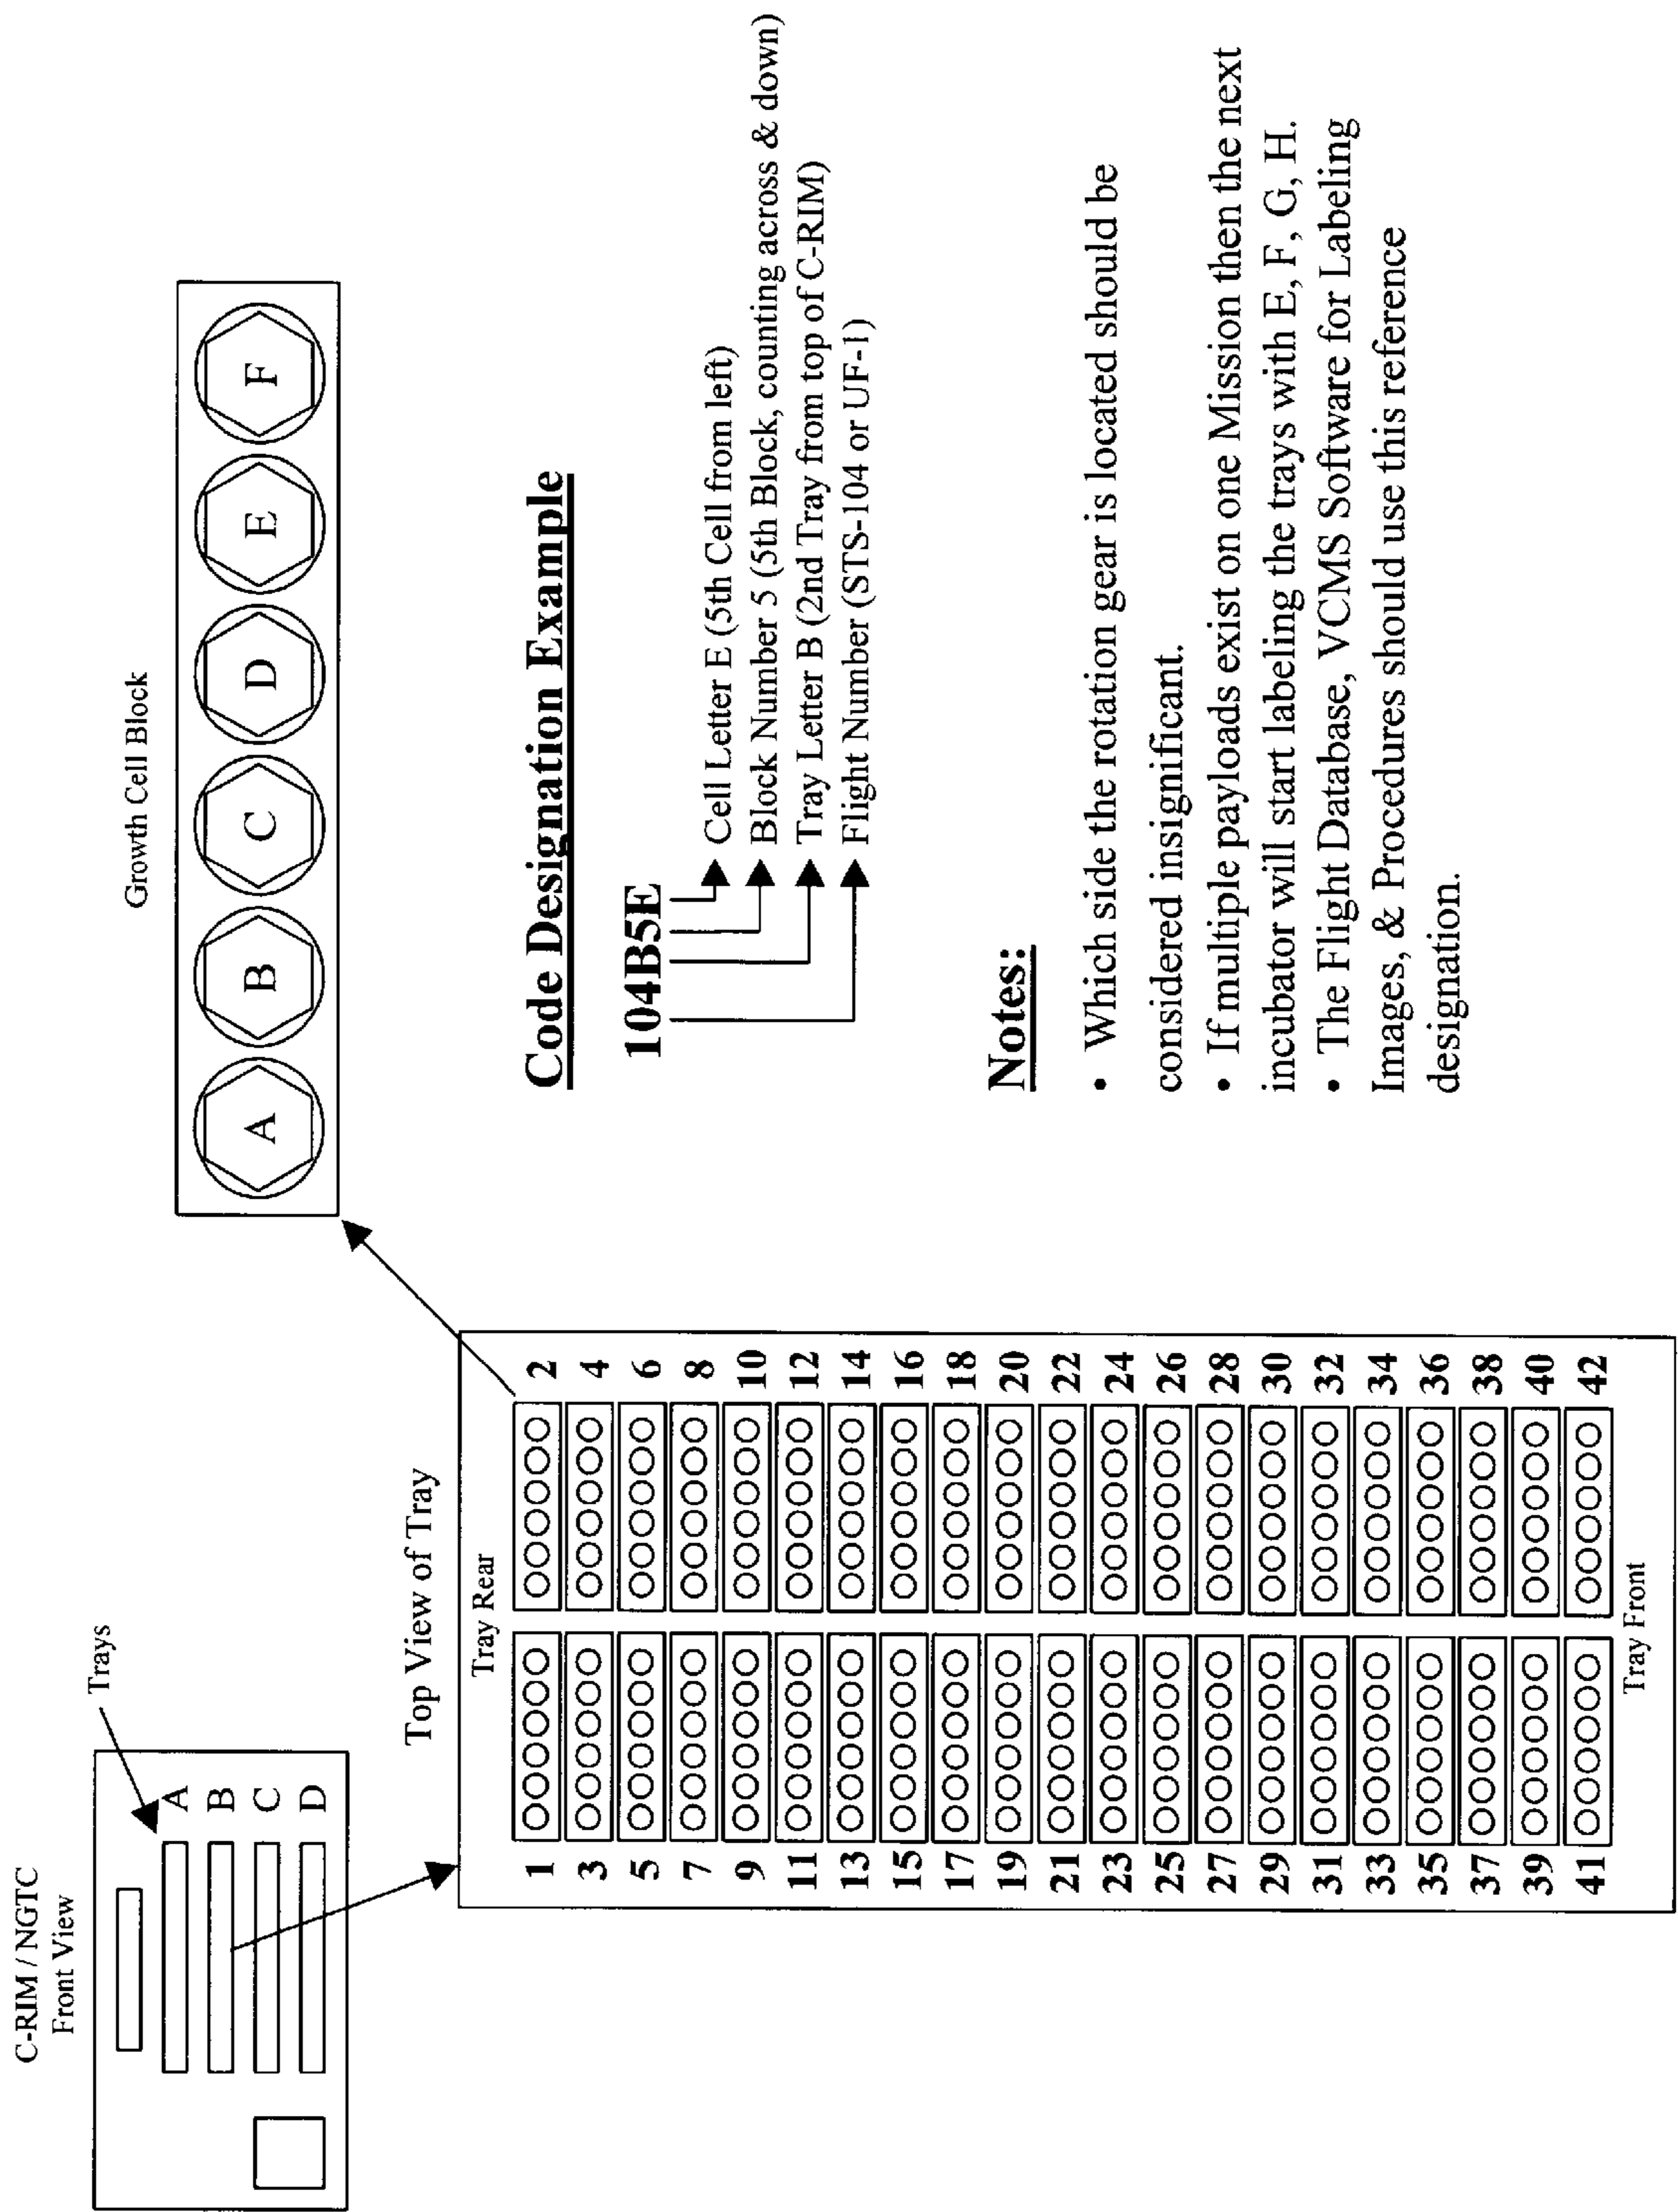 C-RIM / NGTC
Front View
Trays
A
B
C
D
Top View of Tray
Tray Rear
1 2
3 4
5 6
7 8
9 10
11 12
13 14
15 16
17 18
19 20
21 22
23 24
25 26
27 28
29 30
31 32
33 34
35 36
37 38
39 40
41 42
Tray Front
Growth Cell Block
A B C D E F
Code Designation Example
104B5E
Cell Letter E (5th Cell from left)
Block Number 5 (5th Block, counting across & down)
Tray Letter B (2nd Tray from top of C-RIM)
Flight Number (STS-104 or UF-1)
Notes:
• Which side the rotation gear is located should be
considered insignificant.
• If multiple payloads exist on one Mission then the next
incubator will start labeling the trays with E, F, G, H.
• The Flight Database, VCMS Software for Labeling
Images, & Procedures should use this reference
designation.